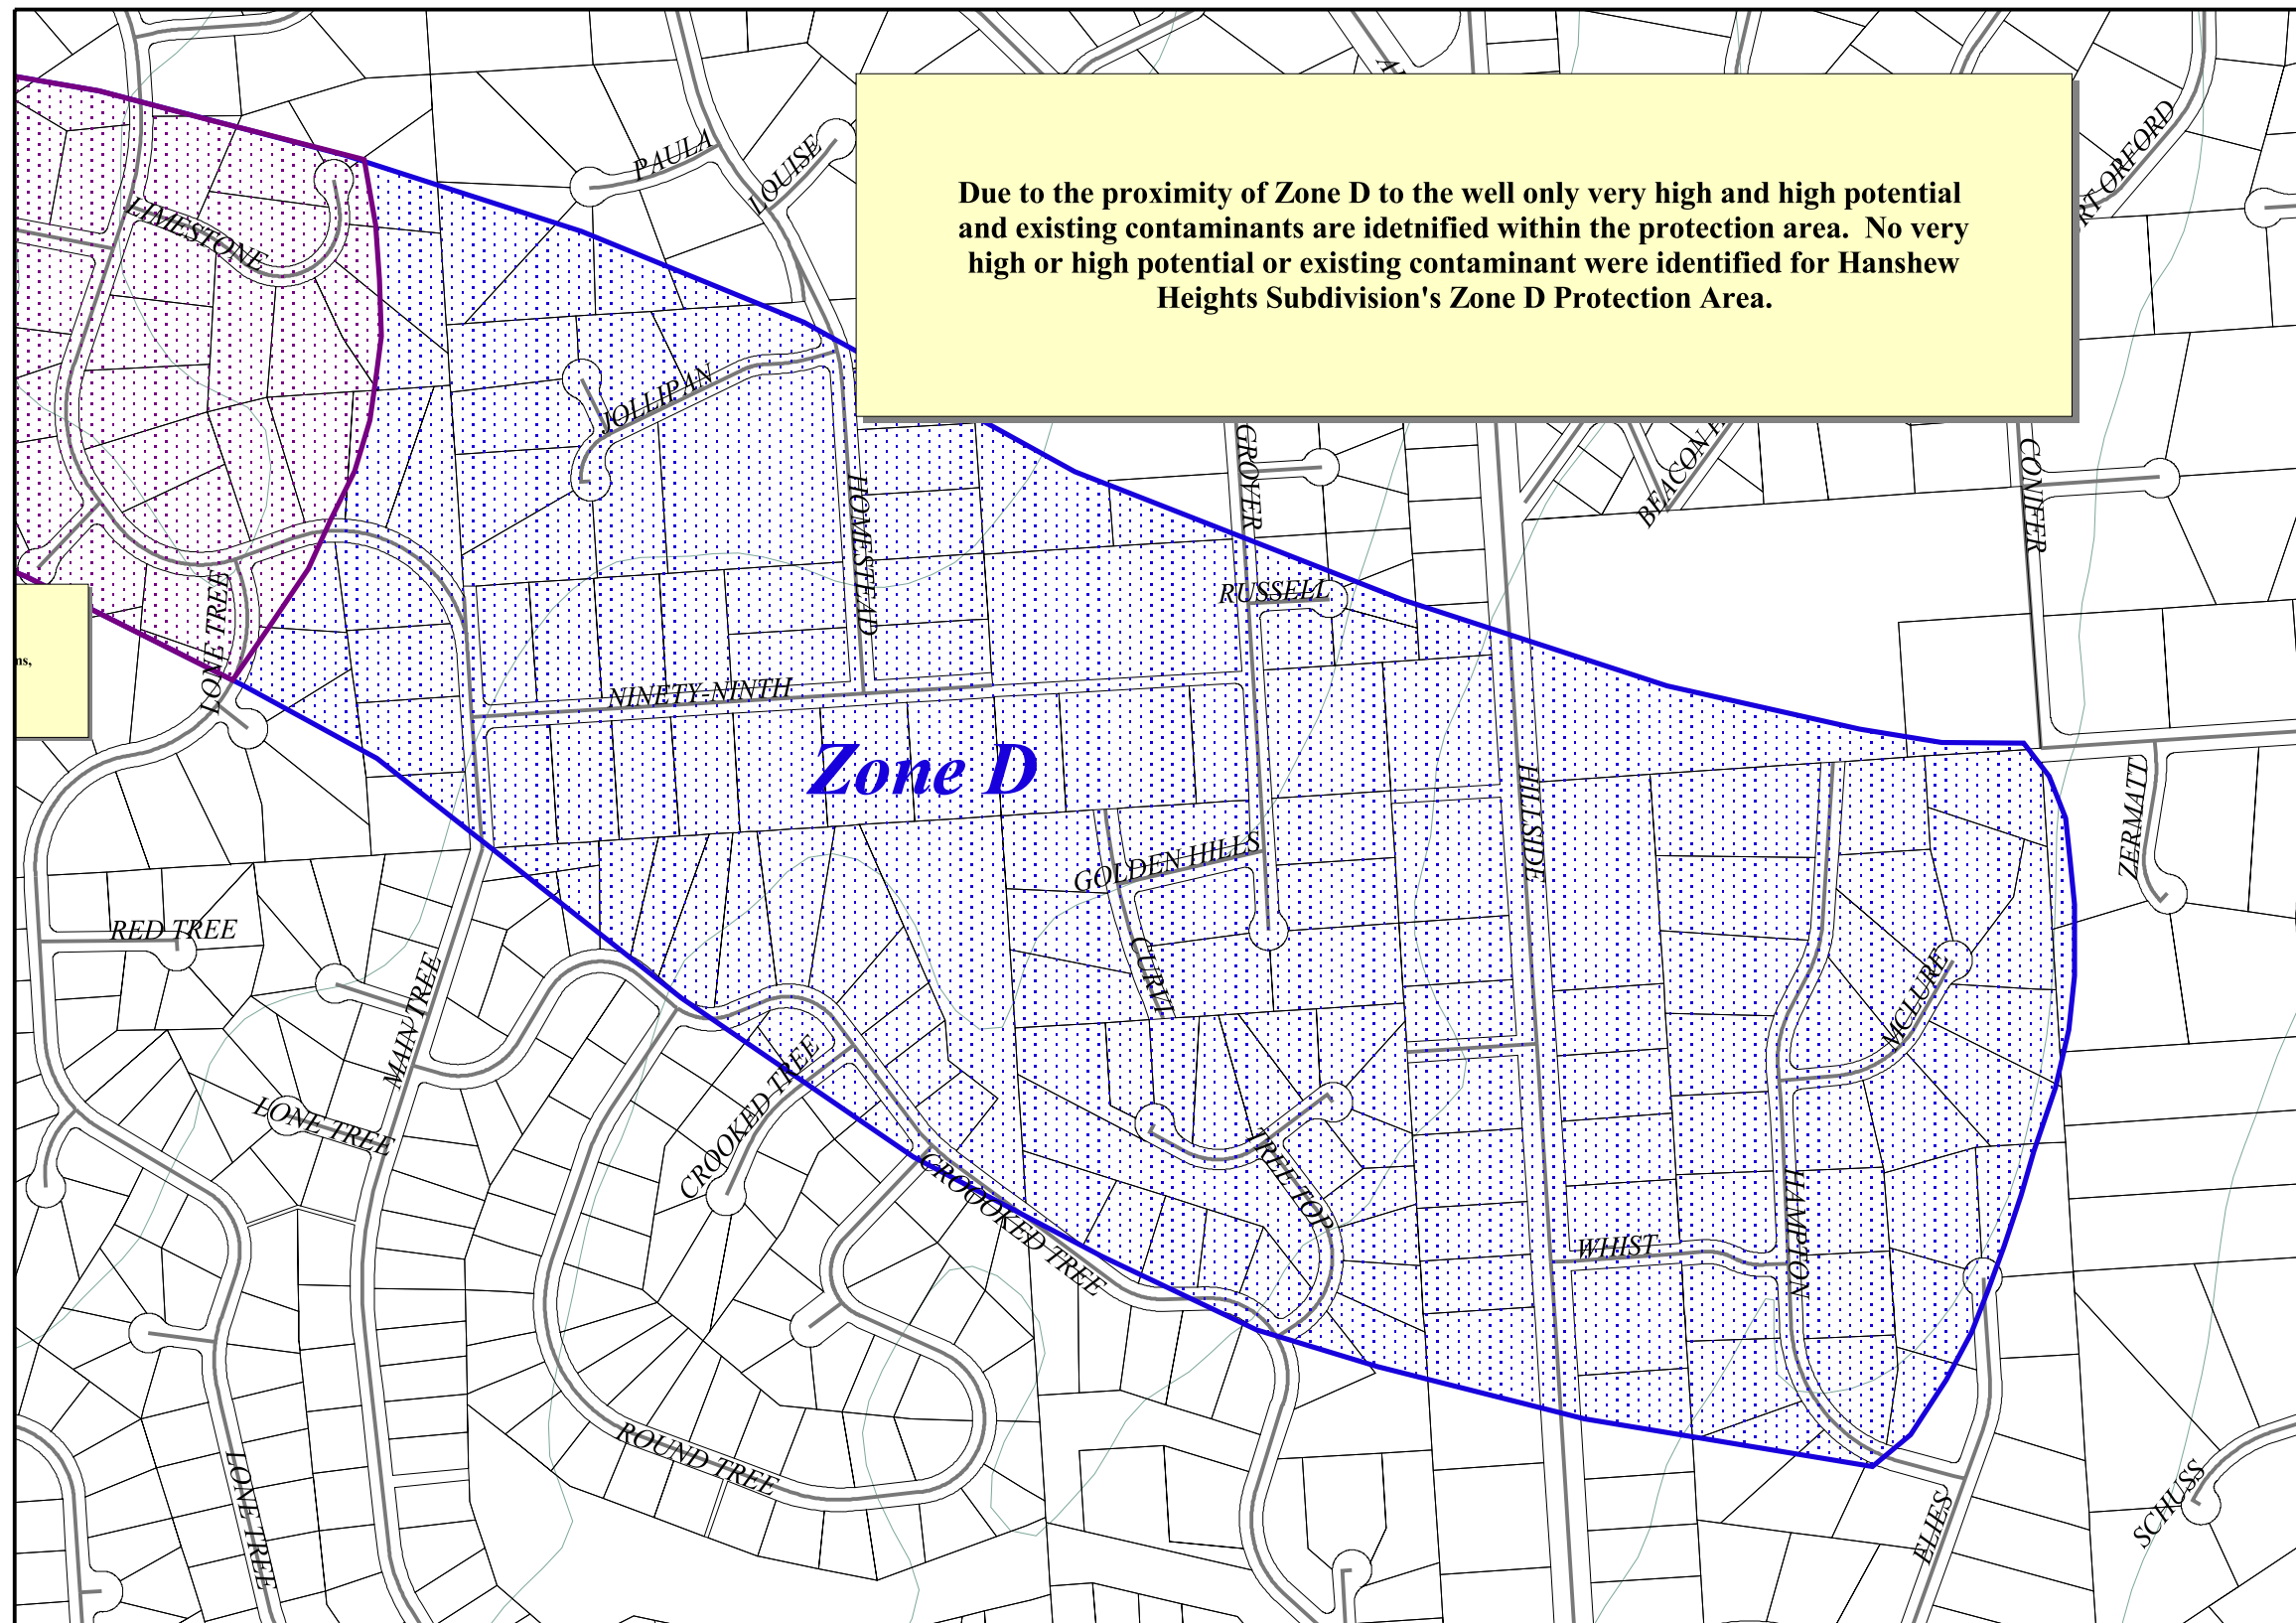 PAULA
LOUISE
ORFORD
LIMESTONE
Due to the proximity of Zone D to the well only very high and high potential
and existing contaminants are idetnified within the protection area. No very
high or high potential or existing contaminant were identified for Hanshew
Heights Subdivision's Zone D Protection Area.
JOLLIPAN
HOMESTEAD
GROVER
BEACON
CONIFER
LONE TREE
RUSSELL
NINETY-NINTH
Zone D
HILLSIDE
ZERMATT
GOLDEN HILLS
RED TREE
MAIN TREE
CURVI
MCLURE
LONE TREE
CROOKED TREE
CROOKED TREE
TREE TOP
WHIST
HAMPTON
ROUND TREE
LONE TREE
ELIES
SCHUSS